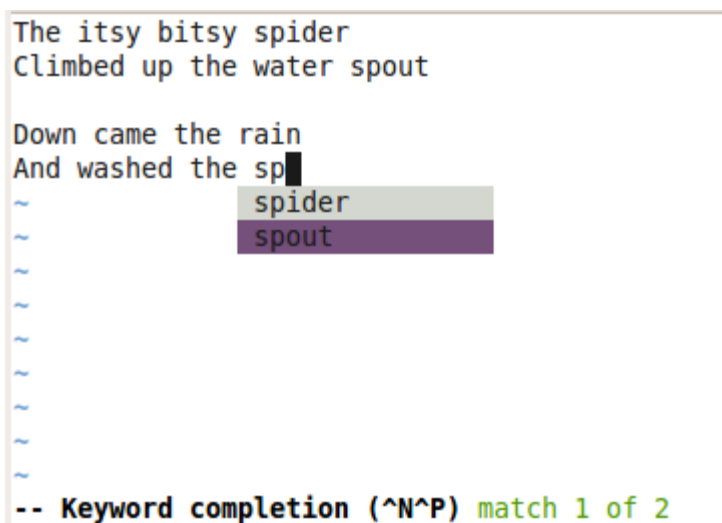 The itsy bitsy spider
Climbed up the water spout

Down came the rain
And washed the sp
~ spider
~ spout
~
~
~
~
~
~
~
-- Keyword completion (^N^P) match 1 of 2